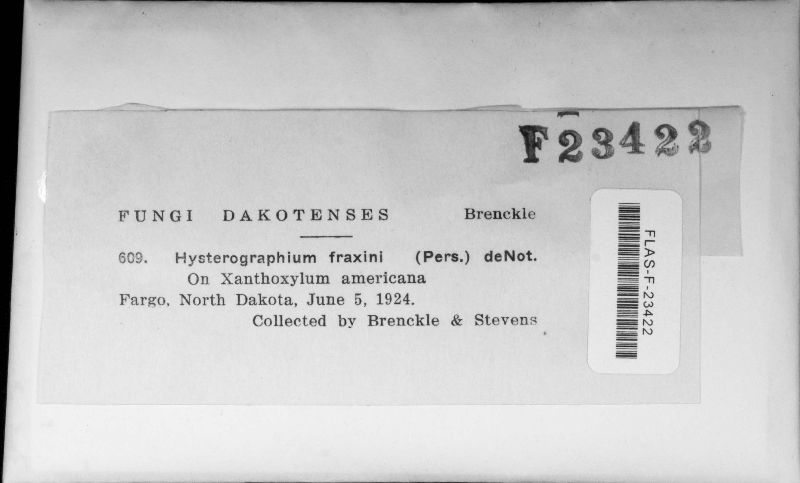 F23422
FUNGI DAKOTENSES Brenckle
609. Hysterographium fraxini (Pers.) deNot.
On Xanthoxylum americana
Fargo, North Dakota, June 5, 1924.
Collected by Brenckle & Stevens
FLAS-F-23422